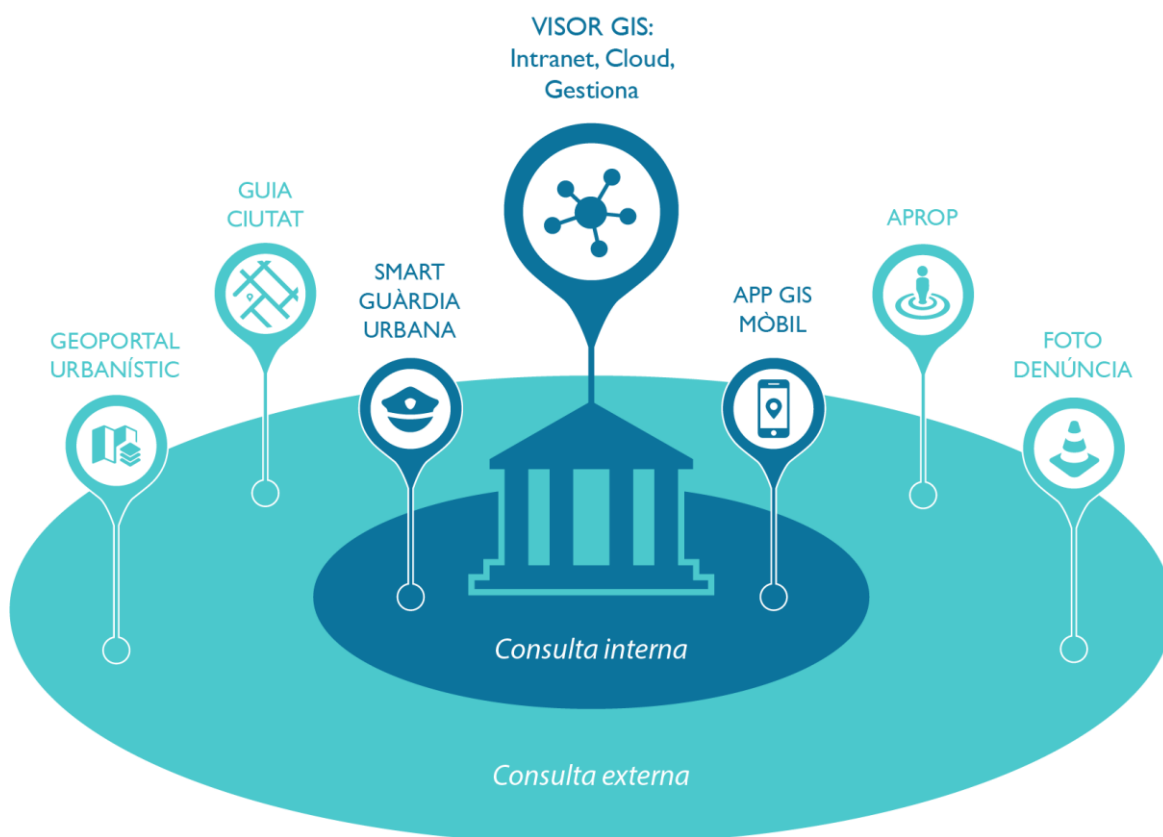 VISOR GIS:
Intranet, Cloud,
Gestiona
GUIA
CIUTAT
APROP
SMART
GUÀRDIA
URBANA
APP GIS
MÒBIL
GEOPORTAL
URBANÍSTIC
FOTO
DENÚNCIA
Consulta interna
Consulta externa